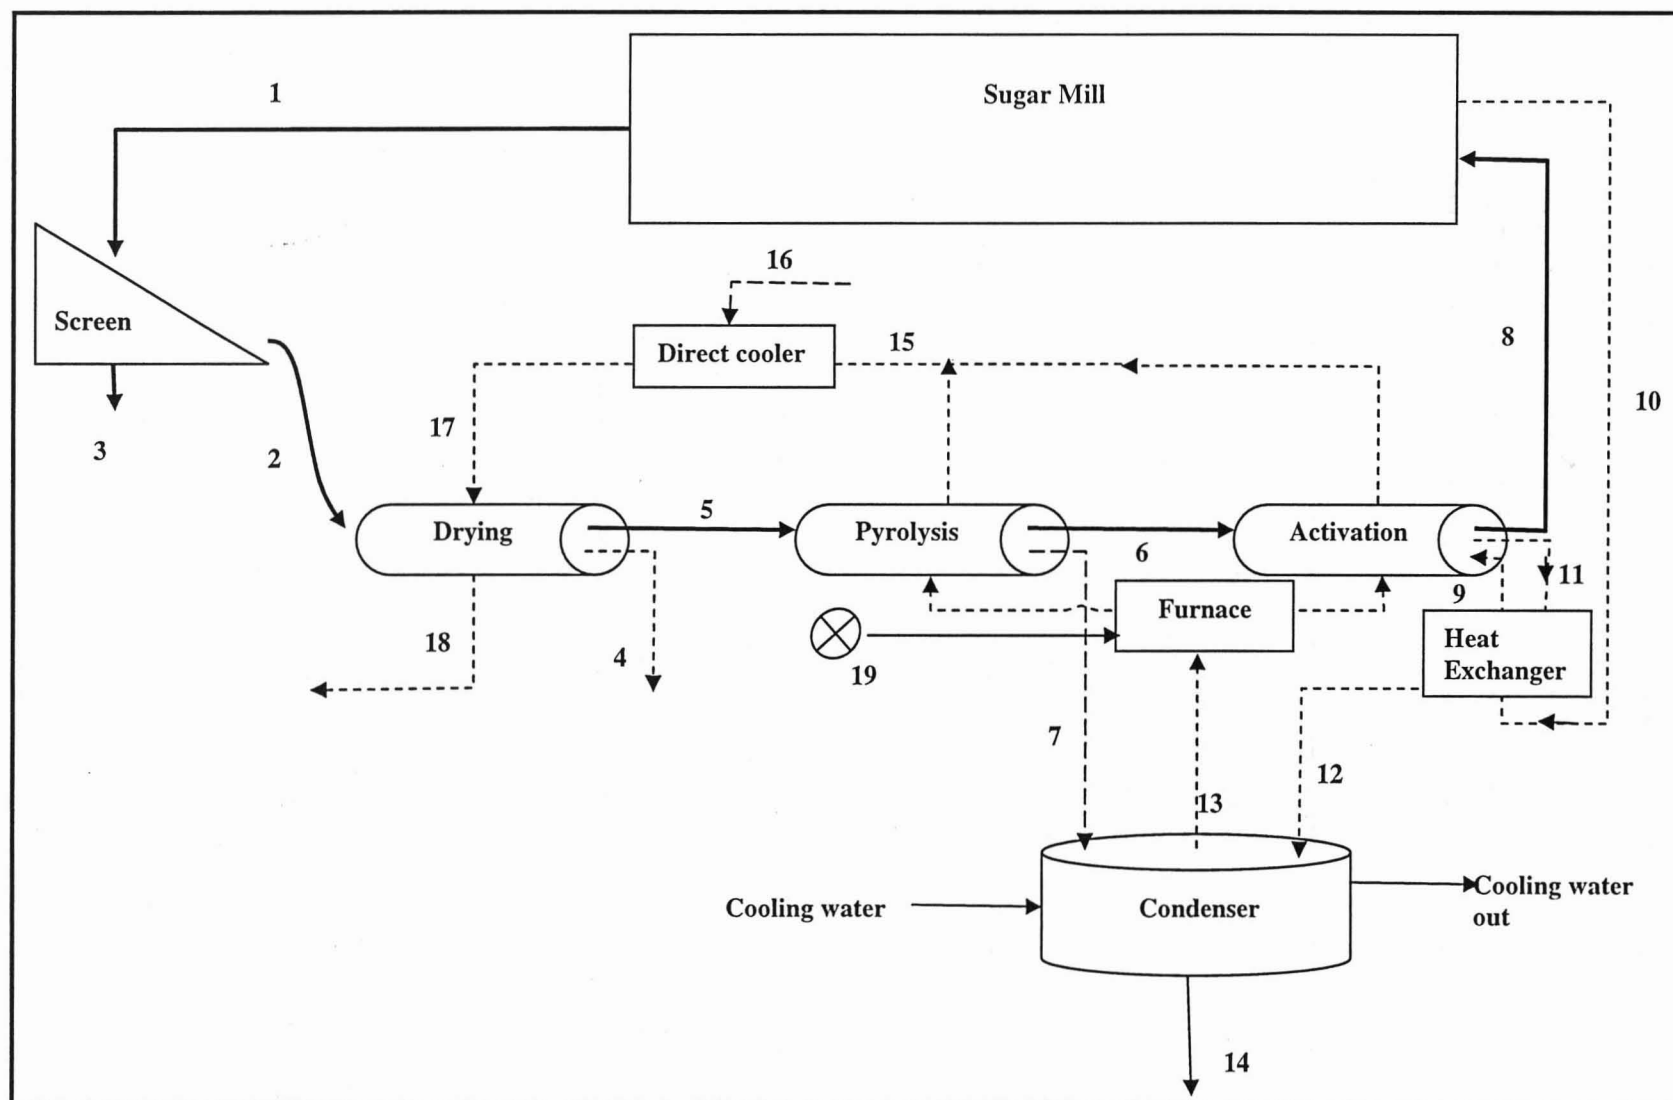 1
Sugar Mill
16
Screen
Direct cooler
15
8
10
3
2
17
Drying
5
Pyrolysis
6
Activation
9
11
Furnace
18
4
19
Heat
Exchanger
7
12
13
Cooling water
Condenser
Cooling water
out
14